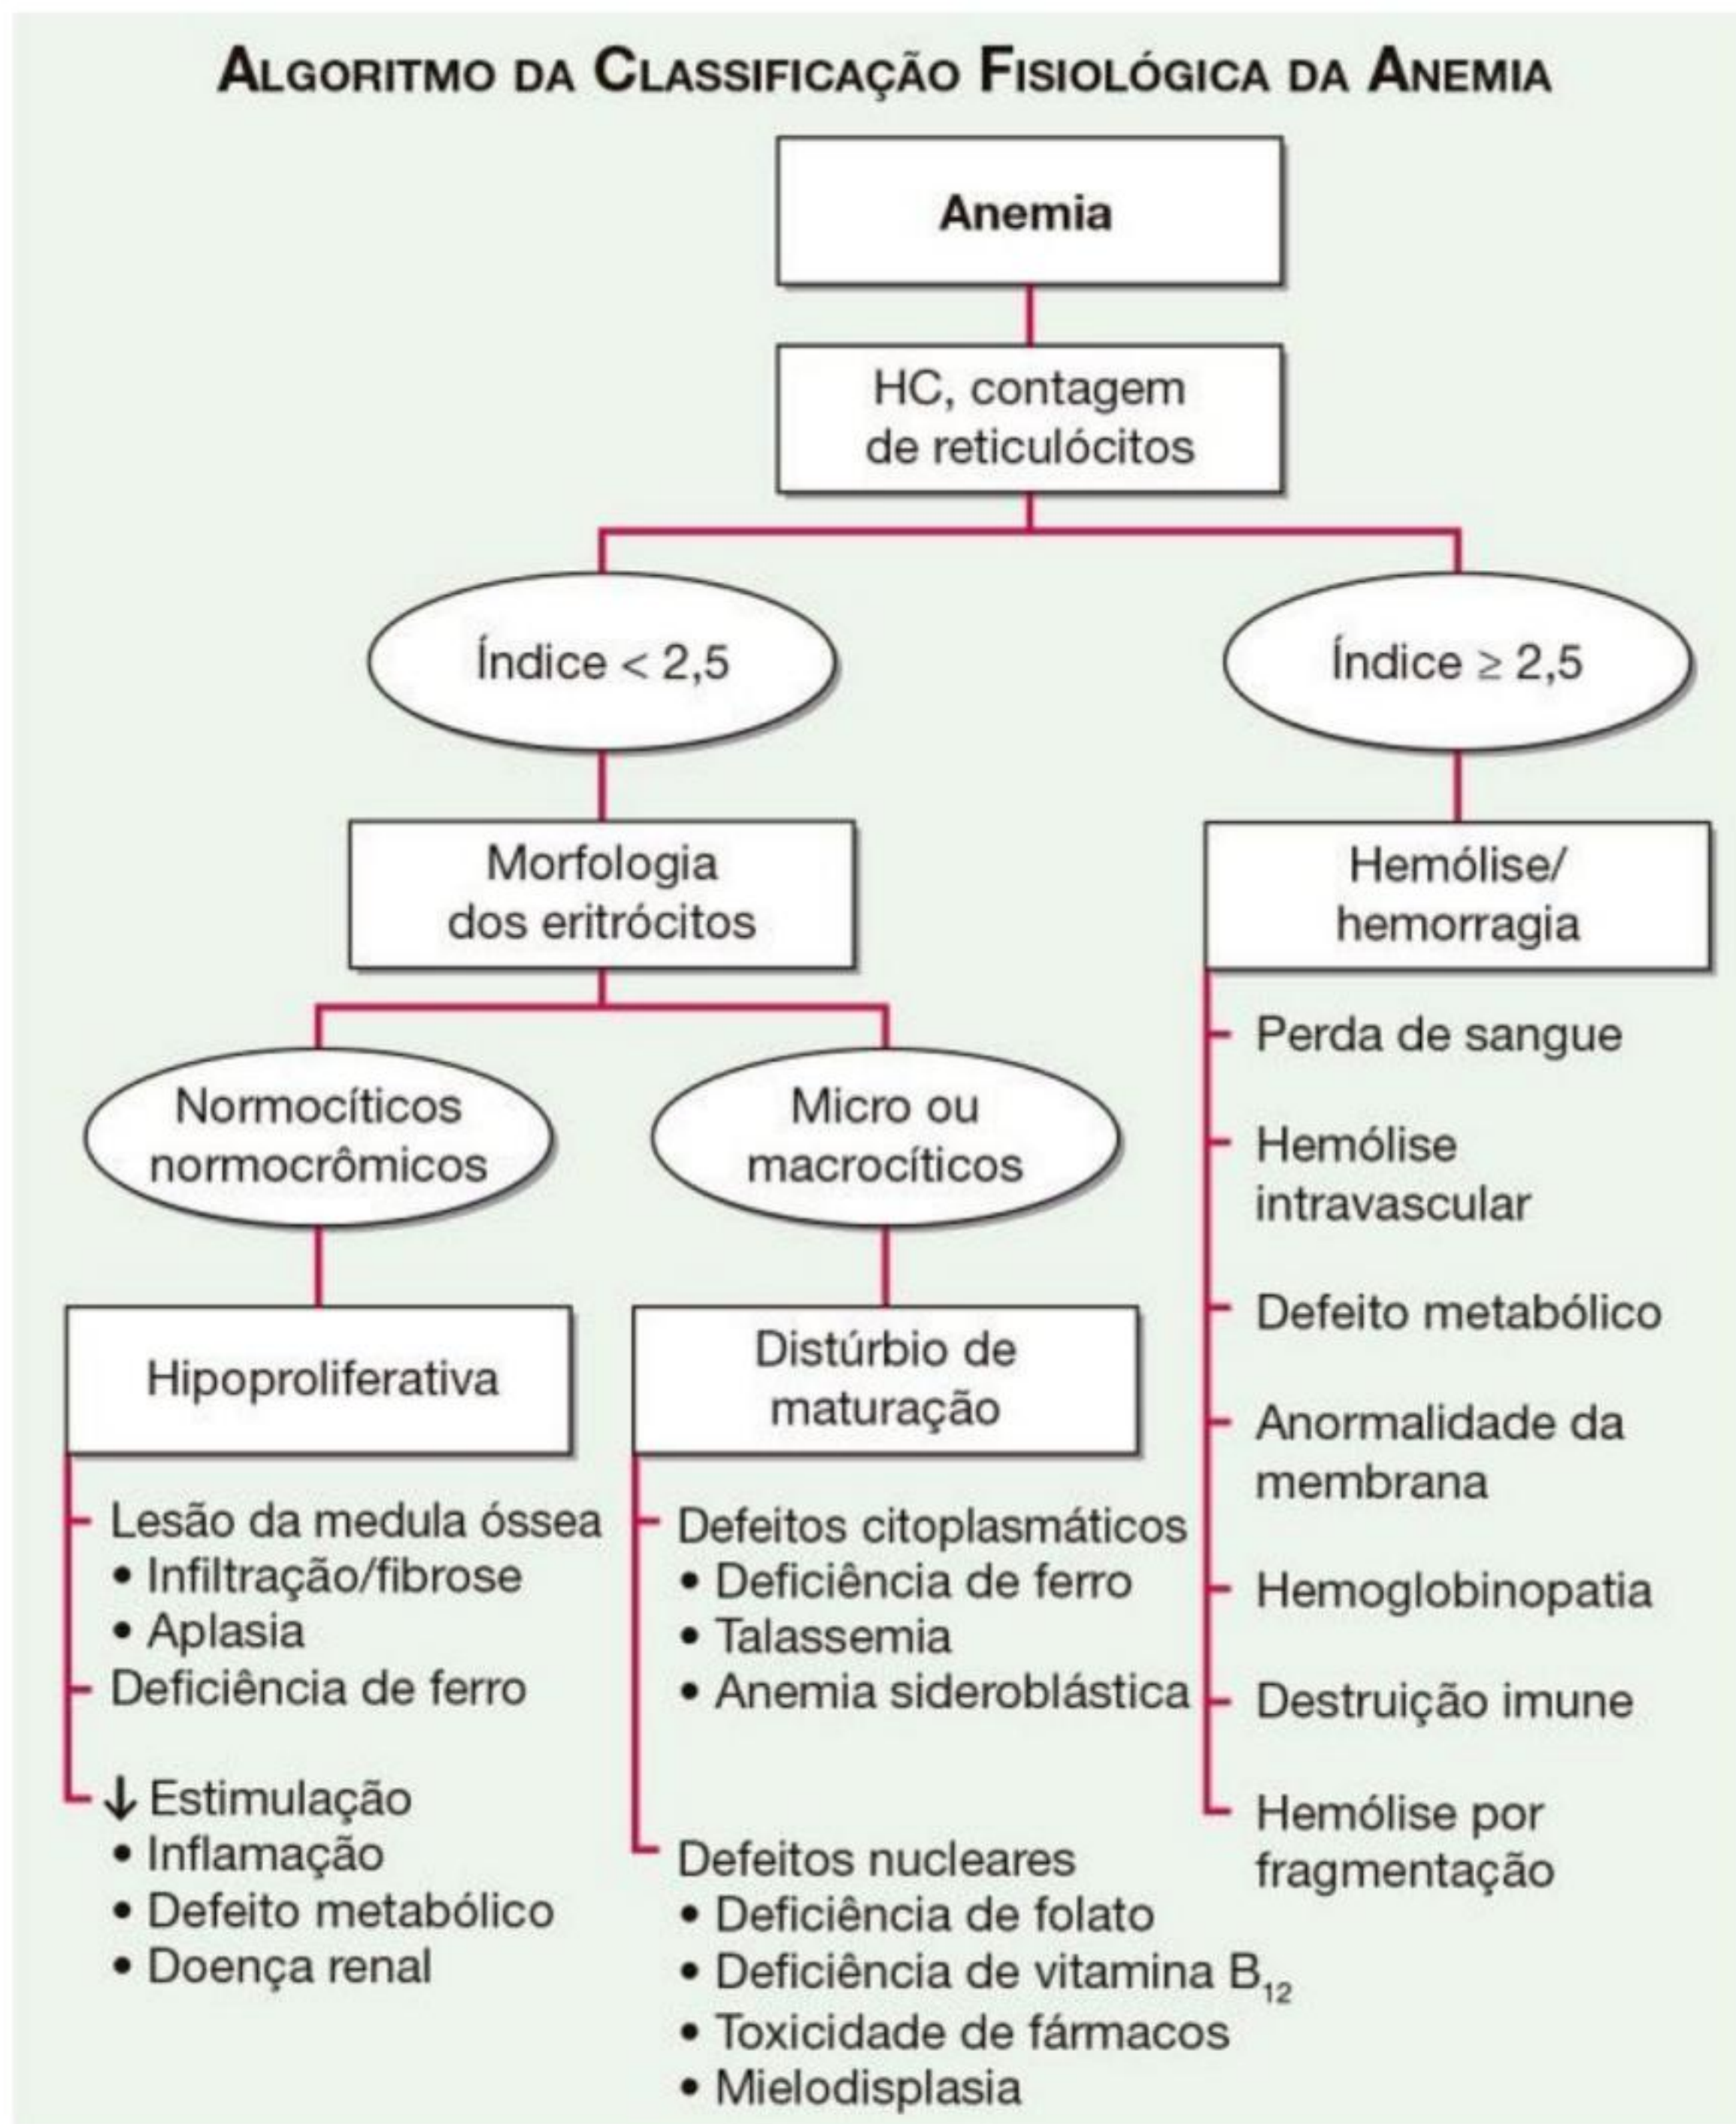 ALGORITMO DA CLASSIFICAÇÃO FISIOLÓGICA DA ANEMIA
Anemia
HC, contagem
de reticulócitos
Índice < 2,5
Índice ≥ 2,5
Morfologia
dos eritrócitos
Hemólise/
hemorragia
Normocíticos
normocrômicos
Micro ou
macrocíticos
Hipoproliferativa
Distúrbio de
maturação
Lesão da medula óssea
• Infiltração/fibrose
• Aplasia
Deficiência de ferro
↓ Estimulação
• Inflamação
• Defeito metabólico
• Doença renal
Defeitos citoplasmáticos
• Deficiência de ferro
• Talassemia
• Anemia sideroblástica
Defeitos nucleares
• Deficiência de folato
• Deficiência de vitamina B₁₂
• Toxicidade de fármacos
• Mielodisplasia
Perda de sangue
Hemólise
intravascular
Defeito metabólico
Anormalidade da
membrana
Hemoglobinopatia
Destruição imune
Hemólise por
fragmentação